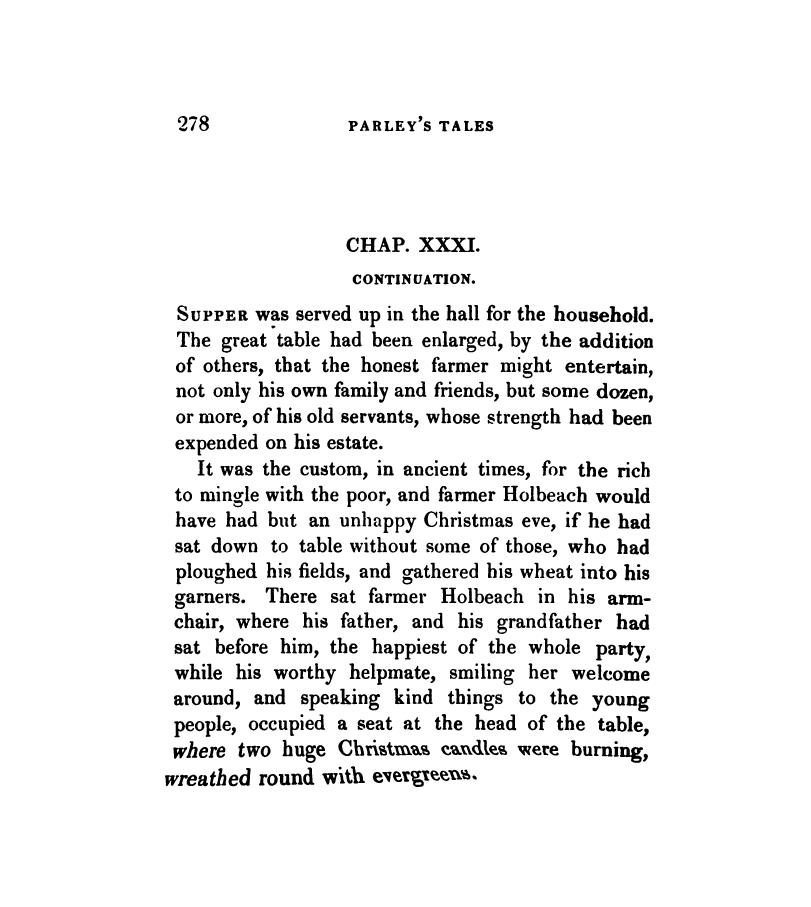 278 PARLEY'S TALES
CHAP. XXXI.
CONTINUATION.
SUPPER was served up in the hall for the household.
The great table had been enlarged, by the addition
of others, that the honest farmer might entertain,
not only his own family and friends, but some dozen,
or more, of his old servants, whose strength had been
expended on his estate.
It was the custom, in ancient times, for the rich
to mingle with the poor, and farmer Holbeach would
have had but an unhappy Christmas eve, if he had
sat down to table without some of those, who had
ploughed his fields, and gathered his wheat into his
garners. There sat farmer Holbeach in his arm-
chair, where his father, and his grandfather had
sat before him, the happiest of the whole party,
while his worthy helpmate, smiling her welcome
around, and speaking kind things to the young
people, occupied a seat at the head of the table,
where two huge Christmas candles were burning,
wreathed round with evergreens.